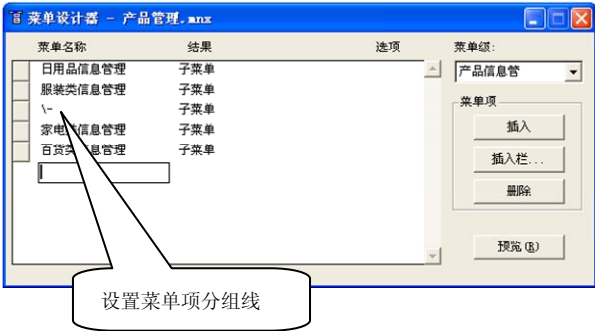 菜单设计器 - 产品管理.mnx
菜单名称 结果 选项 菜单级:
日用品信息管理 子菜单 产品信息管
服装类信息管理 子菜单
\- 子菜单
菜单项
家电类信息管理 子菜单 插入
百货类信息管理 子菜单
插入栏...
删除
预览(R)
设置菜单项分组线